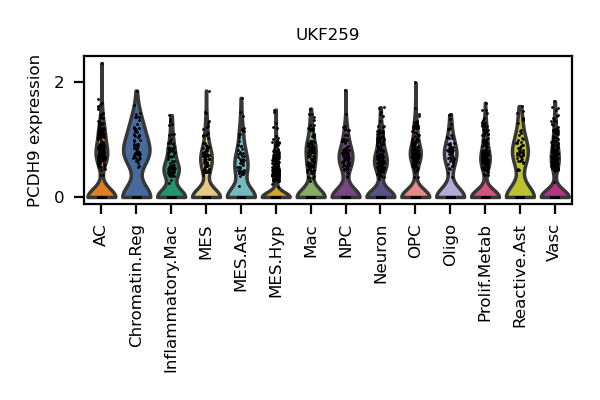 UKF259
PCDH9 expression
2
0
AC
Chromatin.Reg
Inflammatory.Mac
MES
MES.Ast
MES.Hyp
Mac
NPC
Neuron
OPC
Oligo
Prolif.Metab
Reactive.Ast
Vasc